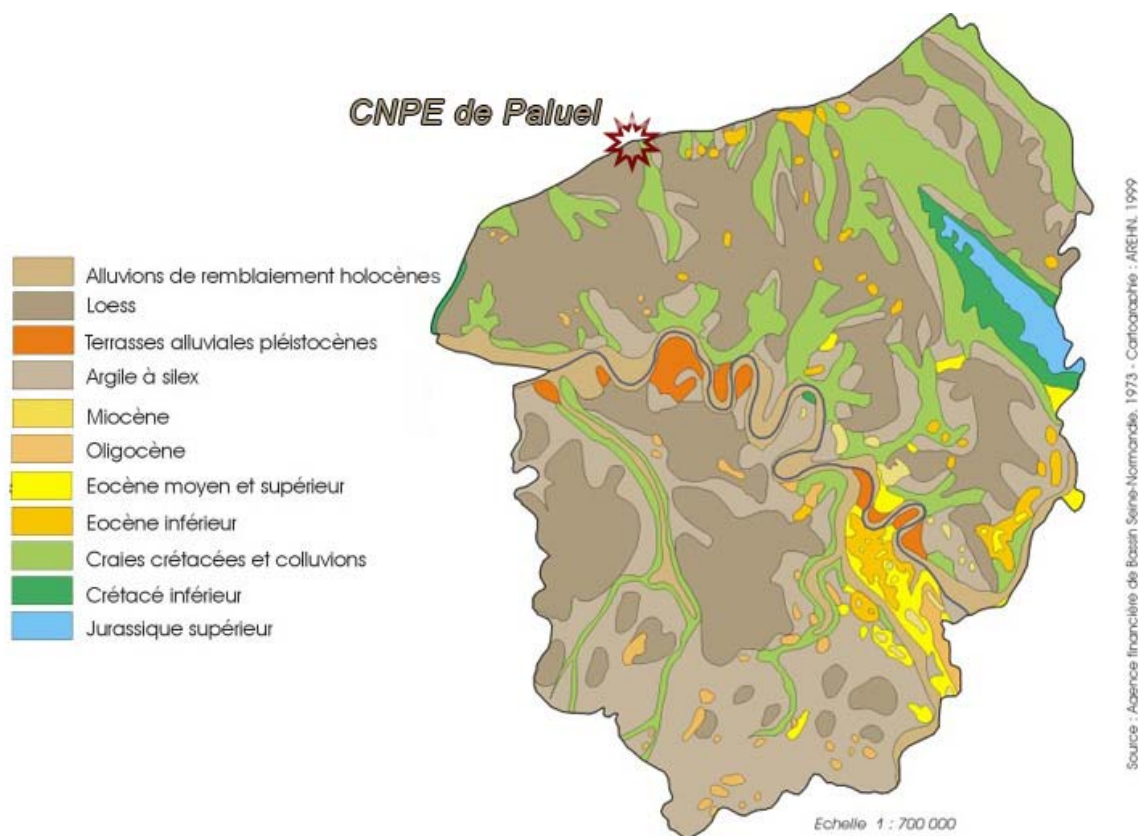 CNPE de Paluel
Alluvions de remblaiement holocènes
Loess
Terrasses alluviales pléistocènes
Argile à silex
Miocène
Oligocène
Eocène moyen et supérieur
Eocène inférieur
Craies crétacées et colluvions
Crétacé inférieur
Jurassique supérieur
Echelle 1 : 700 000
Source : Agence financière de Bassin Seine-Normande, 1973 - Cartographie : AREHN, 1999